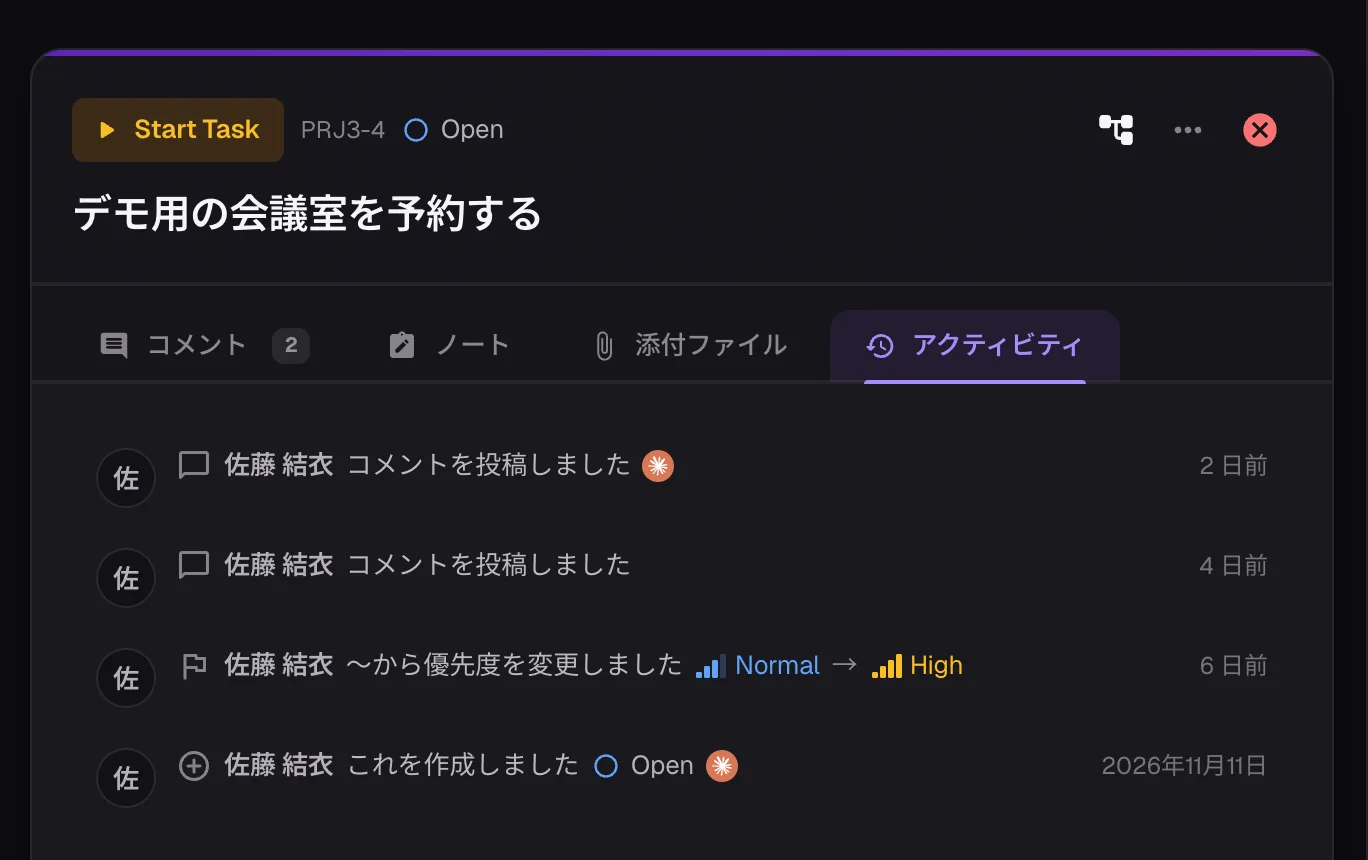 Start Task PRJ3-4 Open
デモ用の会議室を予約する
コメント 2 ノート 添付ファイル アクティビティ
佐 佐藤 結衣 コメントを投稿しました 2 日前
佐 佐藤 結衣 コメントを投稿しました 4 日前
佐 佐藤 結衣 〜から優先度を変更しました Normal → High 6 日前
佐 佐藤 結衣 これを作成しました Open 2026年11月11日